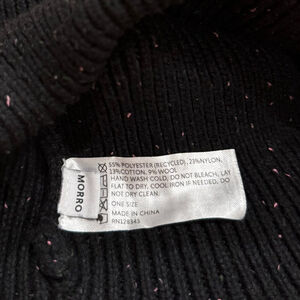 MORRO
55% POLYESTER (RECYCLED), 23%NYLON,
13%COTTON, 9% WOOL
HAND WASH COLD, DO NOT BLEACH, LAY
FLAT TO DRY, COOL IRON IF NEEDED, DO
NOT DRY CLEAN.
ONE SIZE
MADE IN CHINA
RN128343